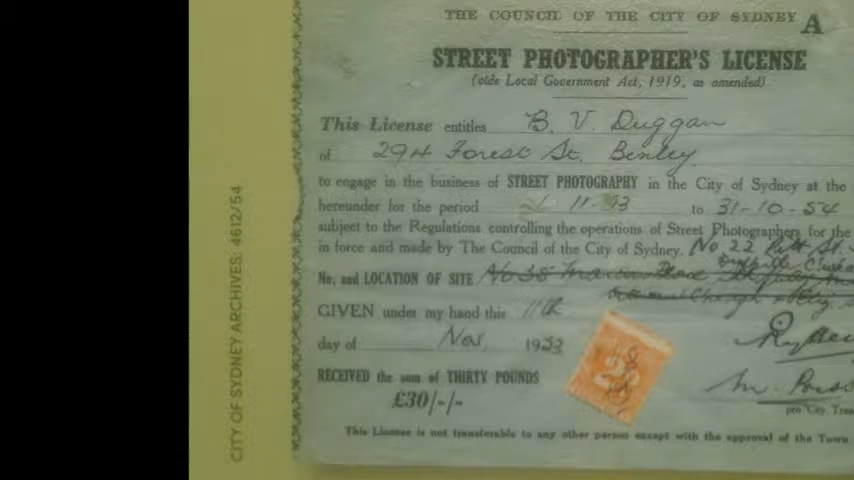 THE COUNCIL OF THE CITY OF SYDNEY A
STREET PHOTOGRAPHER'S LICENSE
(olde Local Government Act, 1919, as amended)
This License entitles B. V. Duggan
of 294 Forest St. Bexley
to engage in the business of STREET PHOTOGRAPHY in the City of Sydney at the
hereunder for the period 11 53 to 31-10-54
subject to the Regulations controlling the operations of Street Photographers for the
in force and made by The Council of the City of Sydney. No 22 Pitt St.
No, and LOCATION OF SITE
GIVEN under my hand this 11th
day of Nov. 1953
RECEIVED the sum of THIRTY POUNDS
£30/-/-
pro City Trea
This License is not transferable to any other person except with the approval of the Town
CITY OF SYDNEY ARCHIVES: 4612/54